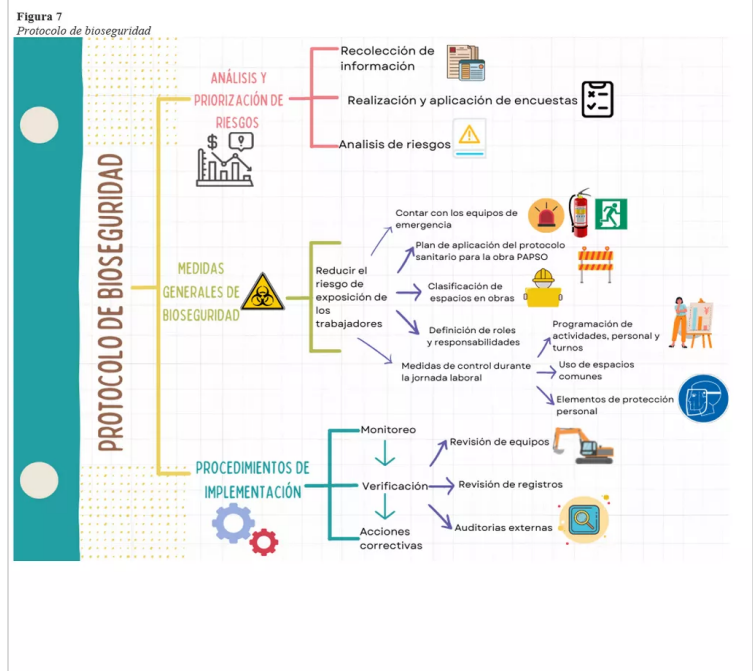 Figura 7
Protocolo de bioseguridad
PROTOCOLO DE BIOSEGURIDAD
ANÁLISIS Y
PRIORIZACIÓN DE
RIESGOS
$
Recolección de
información
Realización y aplicación de encuestas
Analisis de riesgos
MEDIDAS
GENERALES DE
BIOSEGURIDAD
Reducir el
riesgo de
exposición de
los
trabajadores
Contar con los equipos de
emergencia
Plan de aplicación del protocolo
sanitario para la obra PAPSO
Clasificación de
espacios en obras
Definición de roles
y responsabilidades
Medidas de control durante
la jornada laboral
Programación de
actividades, personal y
turnos
Uso de espacios
comunes
Elementos de protección
personal
PROCEDIMIENTOS DE
IMPLEMENTACIÓN
Monitoreo
Verificación
Acciones
correctivas
Revisión de equipos
Revisión de registros
Auditorias externas